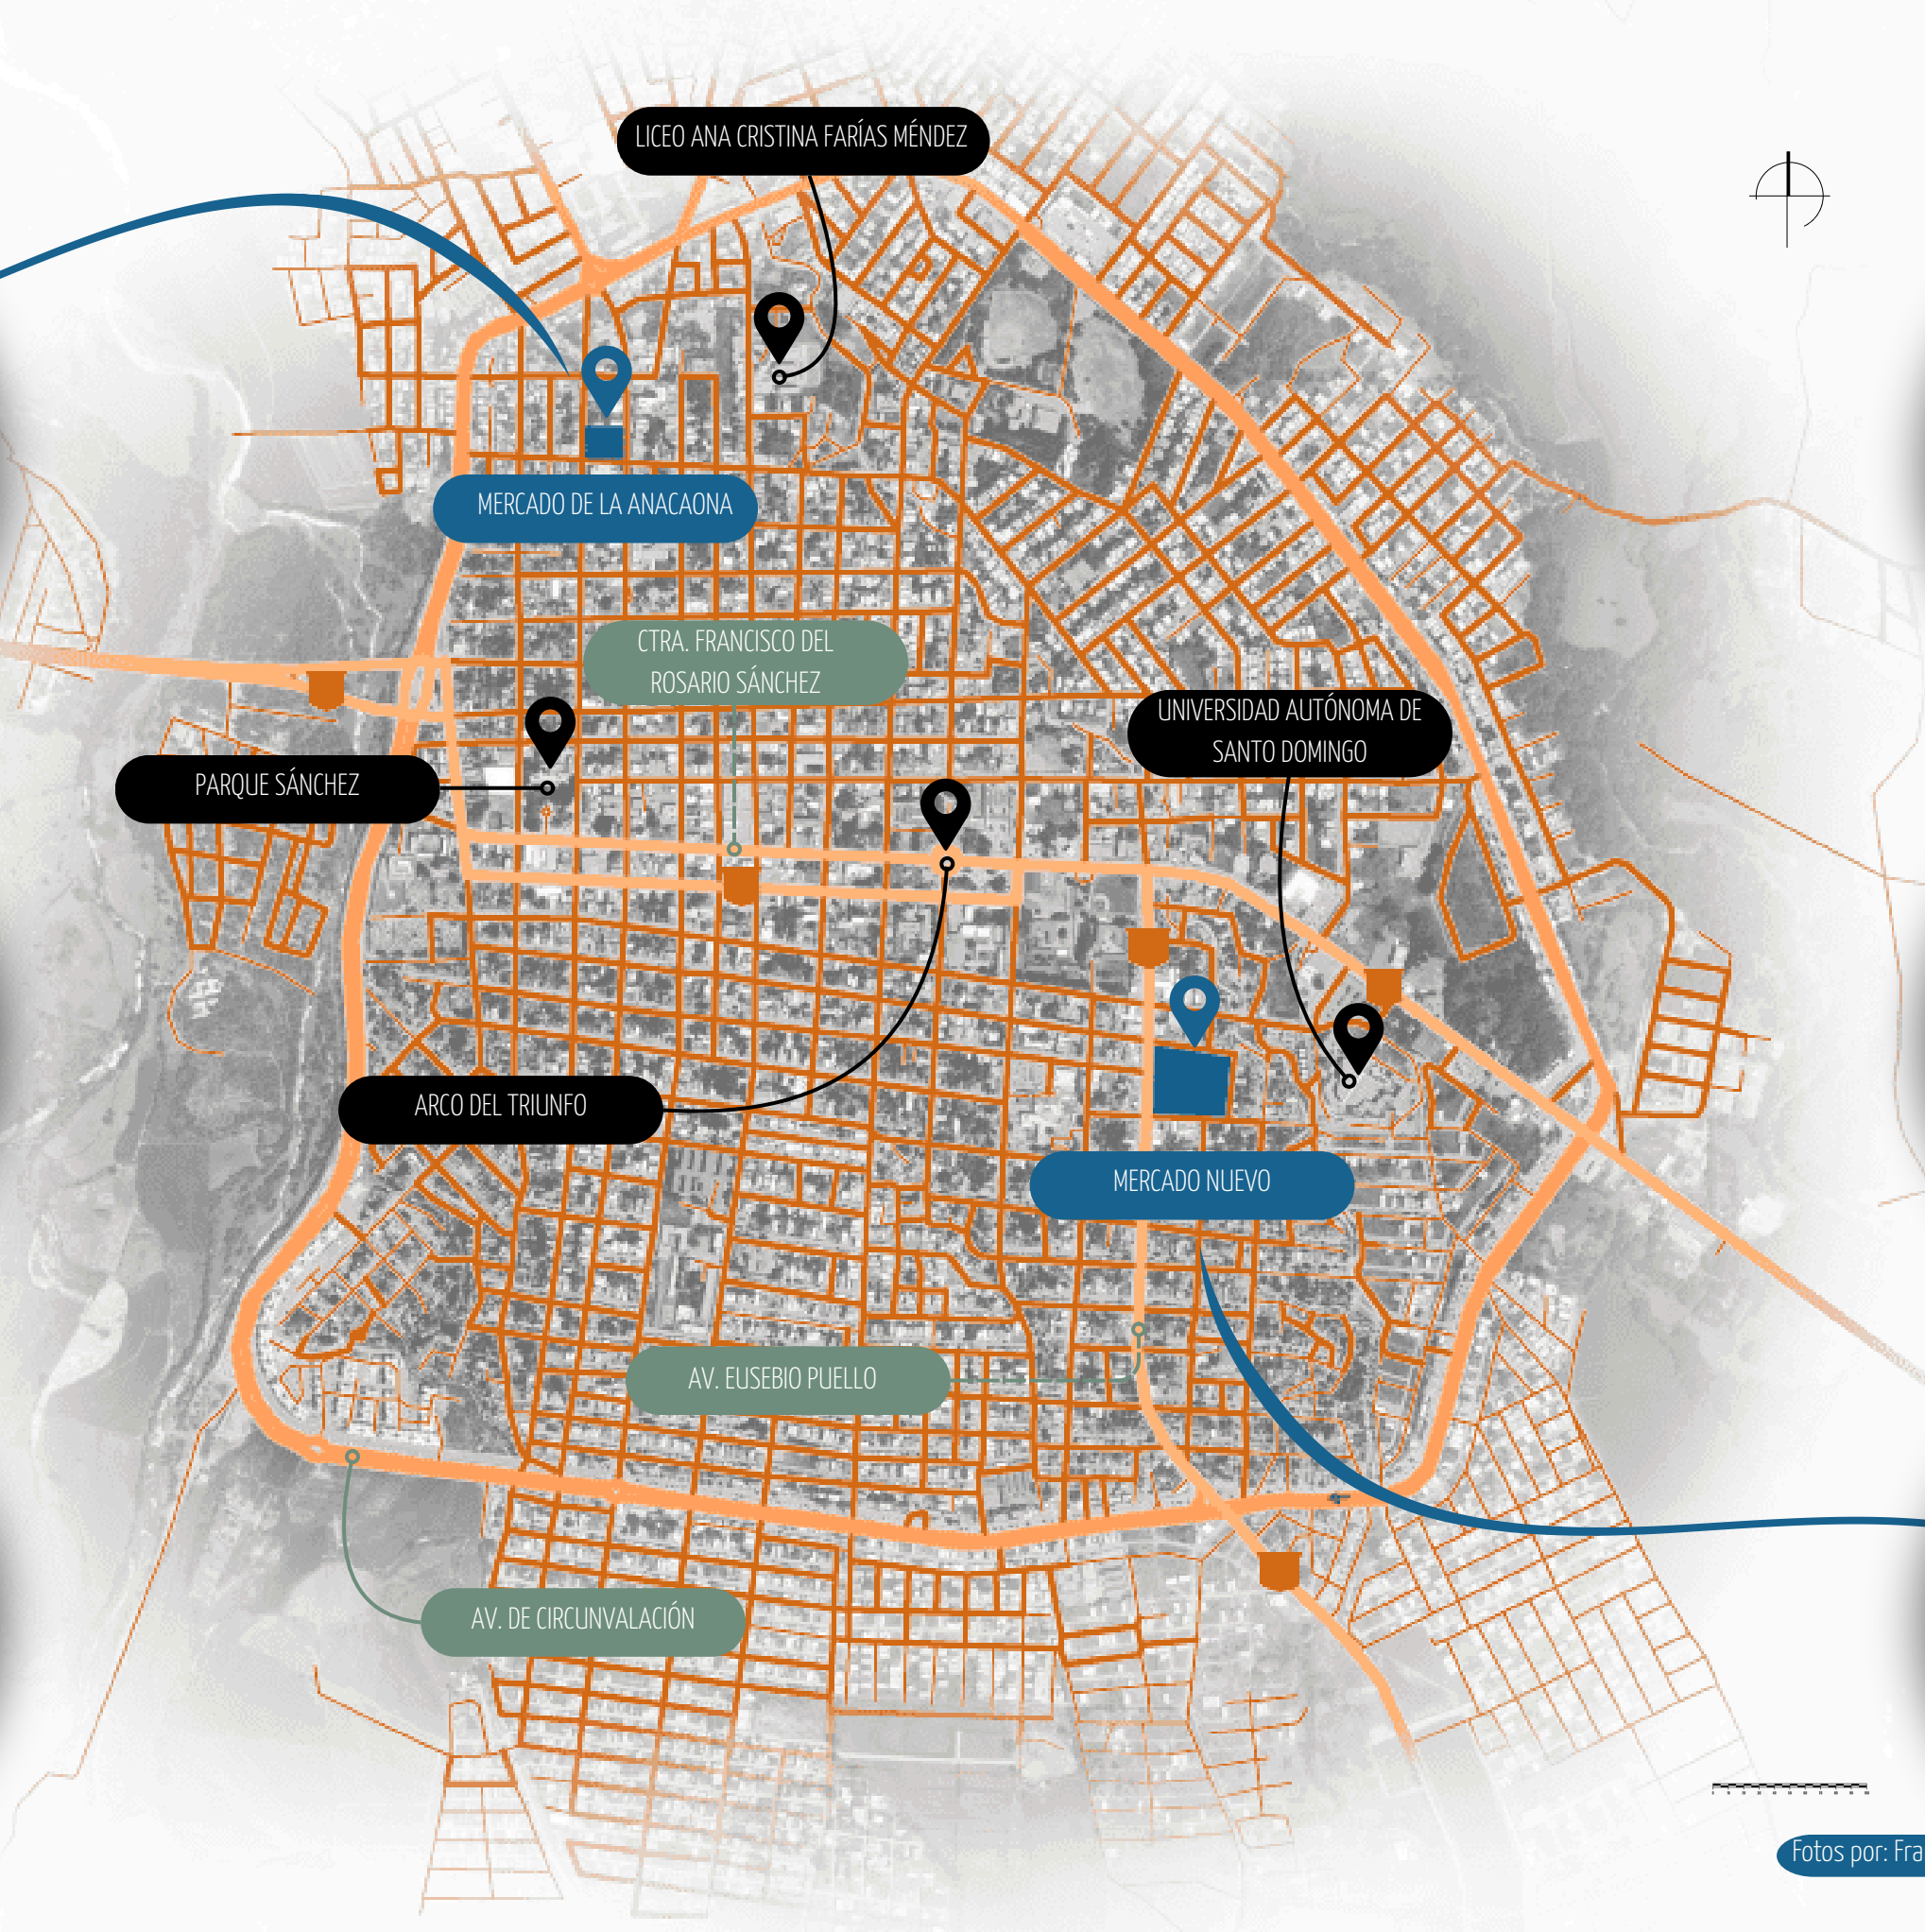 LICEO ANA CRISTINA FARÍAS MÉNDEZ
MERCADO DE LA ANACAONA
CTRA. FRANCISCO DEL
ROSARIO SÁNCHEZ
UNIVERSIDAD AUTÓNOMA DE
SANTO DOMINGO
PARQUE SÁNCHEZ
ARCO DEL TRIUNFO
MERCADO NUEVO
AV. EUSEBIO PUELLO
AV. DE CIRCUNVALACIÓN
Fotos por: Fra